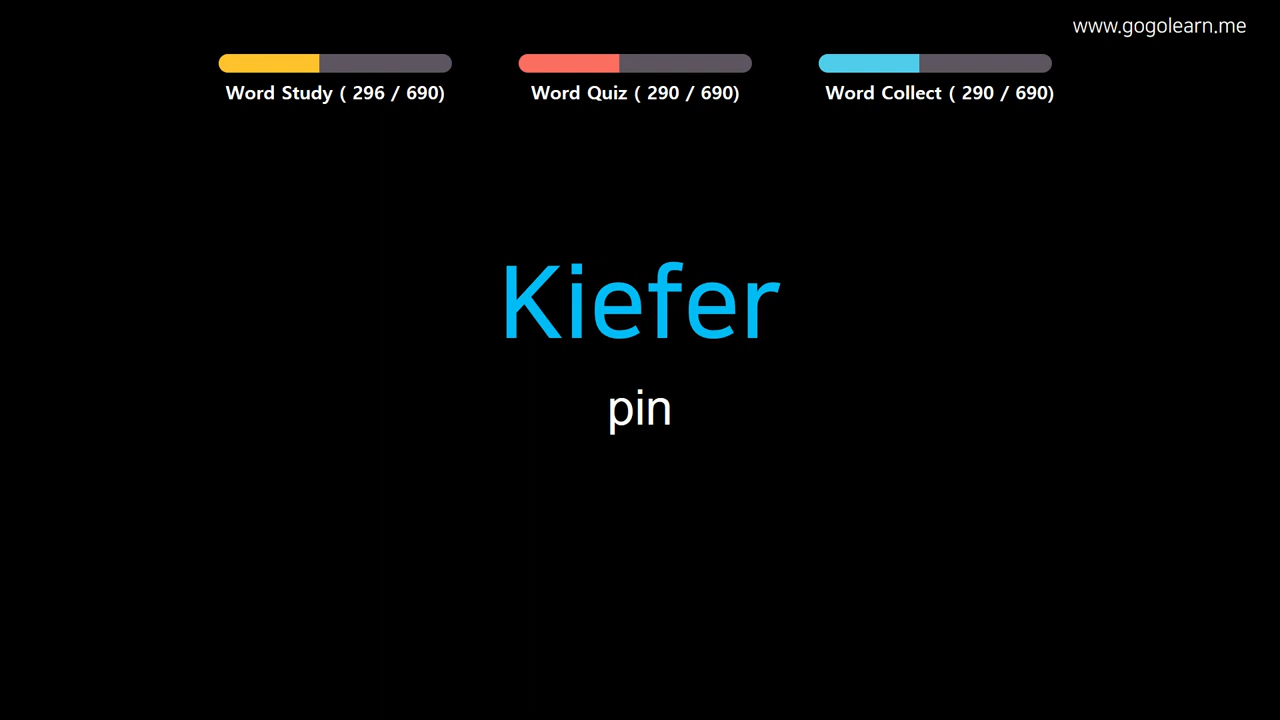 www.gogolearn.me
Word Study ( 296 / 690)
Word Quiz ( 290 / 690)
Word Collect ( 290 / 690)
Kiefer
pin